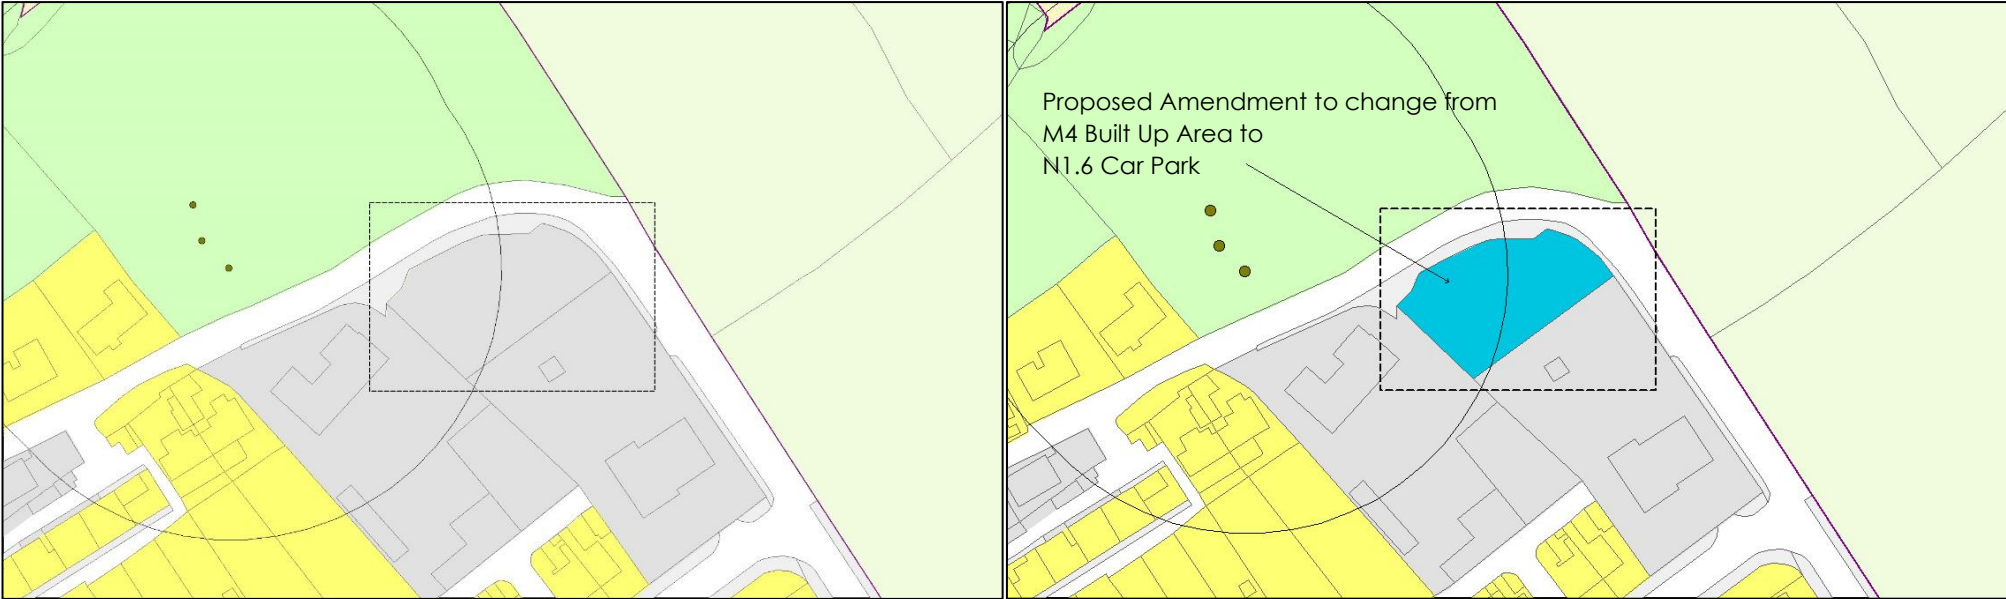 Proposed Amendment to change from
M4 Built Up Area to
N1.6 Car Park